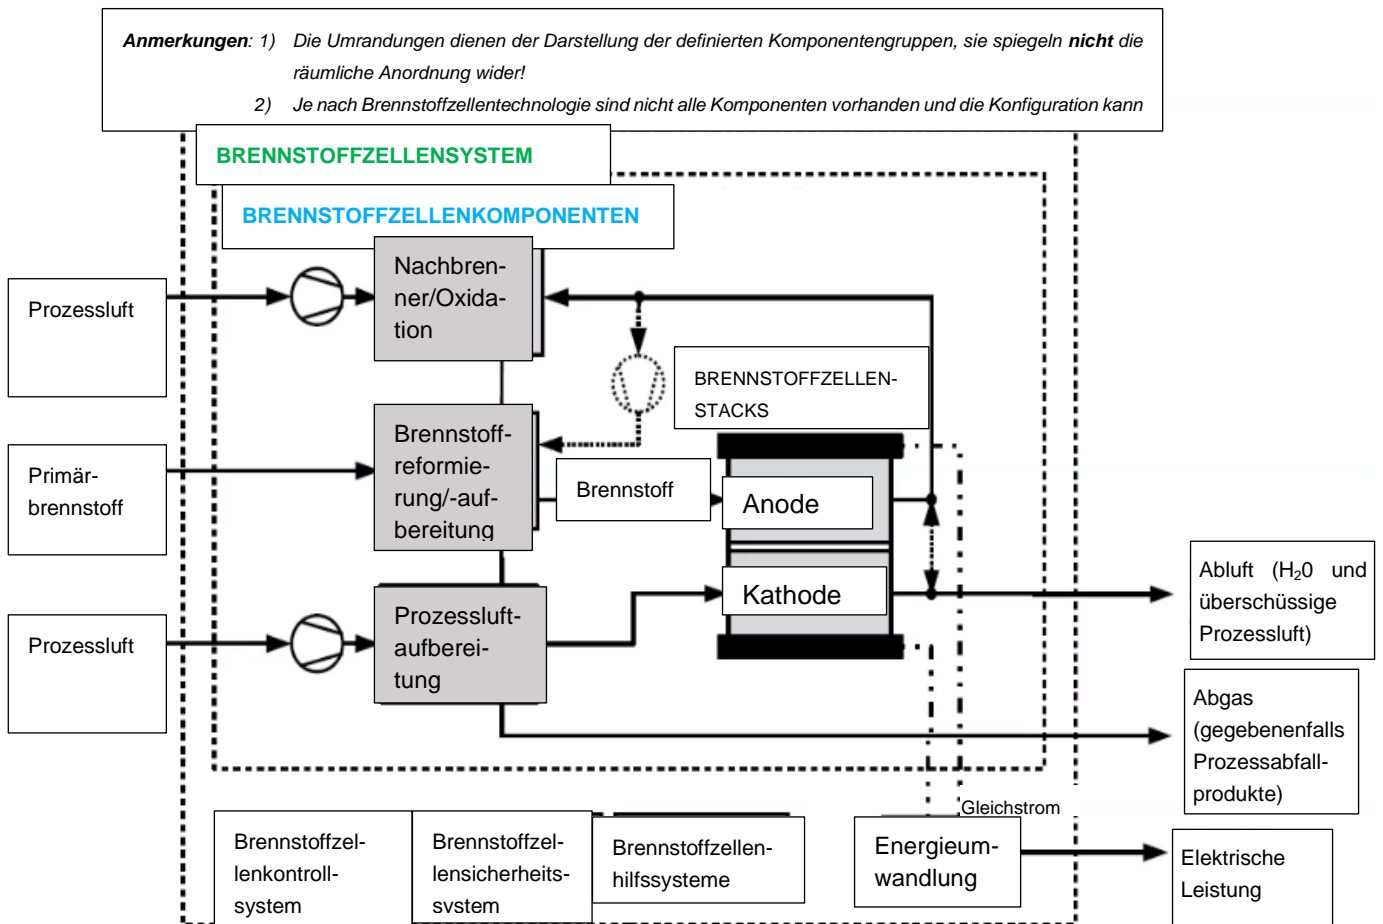 Anmerkungen: 1) Die Umrandungen dienen der Darstellung der definierten Komponentengruppen, sie spiegeln nicht die
räumliche Anordnung wider!
2) Je nach Brennstoffzellentechnologie sind nicht alle Komponenten vorhanden und die Konfiguration kann
BRENNSTOFFZELLENSYSTEM
BRENNSTOFFZELLENKOMPONENTEN
Prozessluft
Nachbren-
ner/Oxida-
tion
BRENNSTOFFZELLEN-
STACKS
Primär-
brennstoff
Brennstoff-
reformie-
rung/-auf-
bereitung
Brennstoff
Anode
Kathode
Prozessluft
Prozessluft-
aufberei-
tung
Abluft (H₂0 und
überschüssige
Prozessluft)
Abgas
(gegebenenfalls
Prozessabfall-
produkte)
Gleichstrom
Brennstoffzel-
lenkontroll-
system
Brennstoffzel-
lensicherheits-
system
Brennstoffzellen-
hilfssysteme
Energieum-
wandlung
Elektrische
Leistung